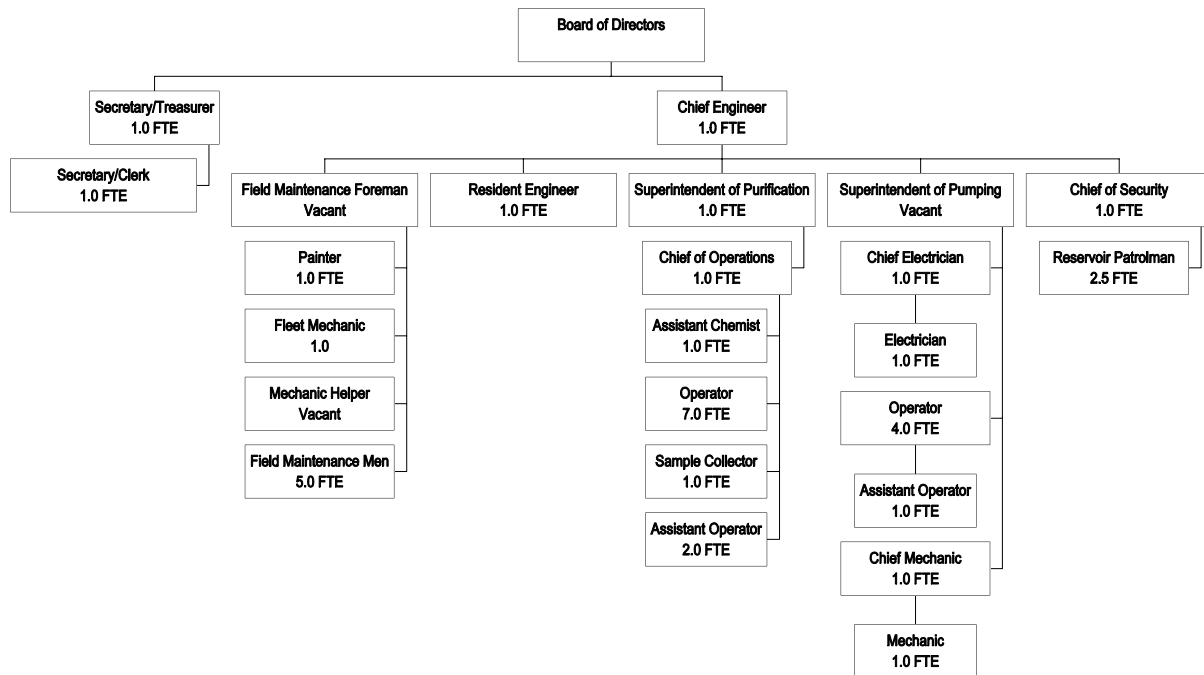 Board of Directors
Secretary/Treasurer
1.0 FTE
Secretary/Clerk
1.0 FTE
Chief Engineer
1.0 FTE
Field Maintenance Foreman
Vacant
Painter
1.0 FTE
Fleet Mechanic
1.0
Mechanic Helper
Vacant
Field Maintenance Men
5.0 FTE
Resident Engineer
1.0 FTE
Superintendent of Purification
1.0 FTE
Chief of Operations
1.0 FTE
Assistant Chemist
1.0 FTE
Operator
7.0 FTE
Sample Collector
1.0 FTE
Assistant Operator
2.0 FTE
Superintendent of Pumping
Vacant
Chief Electrician
1.0 FTE
Electrician
1.0 FTE
Operator
4.0 FTE
Assistant Operator
1.0 FTE
Chief Mechanic
1.0 FTE
Mechanic
1.0 FTE
Chief of Security
1.0 FTE
Reservoir Patrolman
2.5 FTE